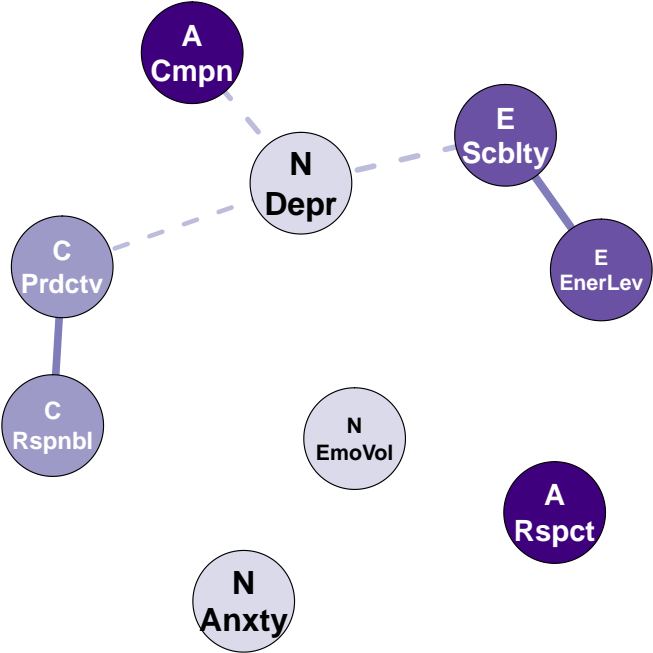 A
Cmpn
E
Scblty
N
Depr
C
Prdctv
E
EnerLev
C
Rspnbl
N
EmoVol
A
Rspct
N
Anxty